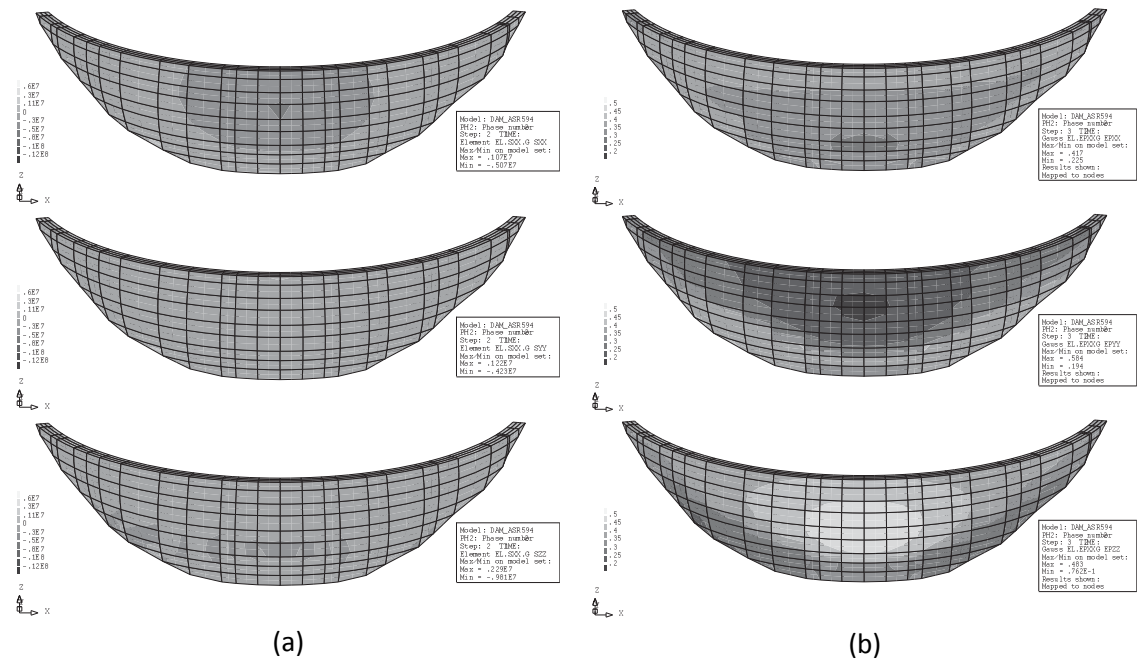 .6E7
.3E7
.11E7
0
-.3E7
-.5E7
-.8E7
-.1E8
-.12E8
Z
X
Model: DAM_ASR594
PH2: Phase number
Step: 2 TIME:
Element EL.SXX.G SXX
Max/Min on model set:
Max = .107E7
Min = -.507E7
.5
.45
.4
.35
.3
.25
.2
Z
X
Model: DAM_ASR594
PH2: Phase number
Step: 3 TIME:
Gauss EL.EPXXG EPXX
Max/Min on model set:
Max = .417
Min = .225
Results shown:
Mapped to nodes
.6E7
.3E7
.11E7
0
-.3E7
-.5E7
-.8E7
-.1E8
-.12E8
Z
X
Model: DAM_ASR594
PH2: Phase number
Step: 2 TIME:
Element EL.SXX.G SYY
Max/Min on model set:
Max = .122E7
Min = -.423E7
.5
.45
.4
.35
.3
.25
.2
Z
X
Model: DAM_ASR594
PH2: Phase number
Step: 3 TIME:
Gauss EL.EPXXG EPYY
Max/Min on model set:
Max = .584
Min = .194
Results shown:
Mapped to nodes
.6E7
.3E7
.11E7
0
-.3E7
-.5E7
-.8E7
-.1E8
-.12E8
Z
X
Model: DAM_ASR594
PH2: Phase number
Step: 2 TIME:
Element EL.SXX.G SZZ
Max/Min on model set:
Max = .229E7
Min = -.981E7
.5
.45
.4
.35
.3
.25
.2
Z
X
Model: DAM_ASR594
PH2: Phase number
Step: 3 TIME:
Gauss EL.EPXXG EPZZ
Max/Min on model set:
Max = .483
Min = .762E-1
Results shown:
Mapped to nodes
(a)
(b)